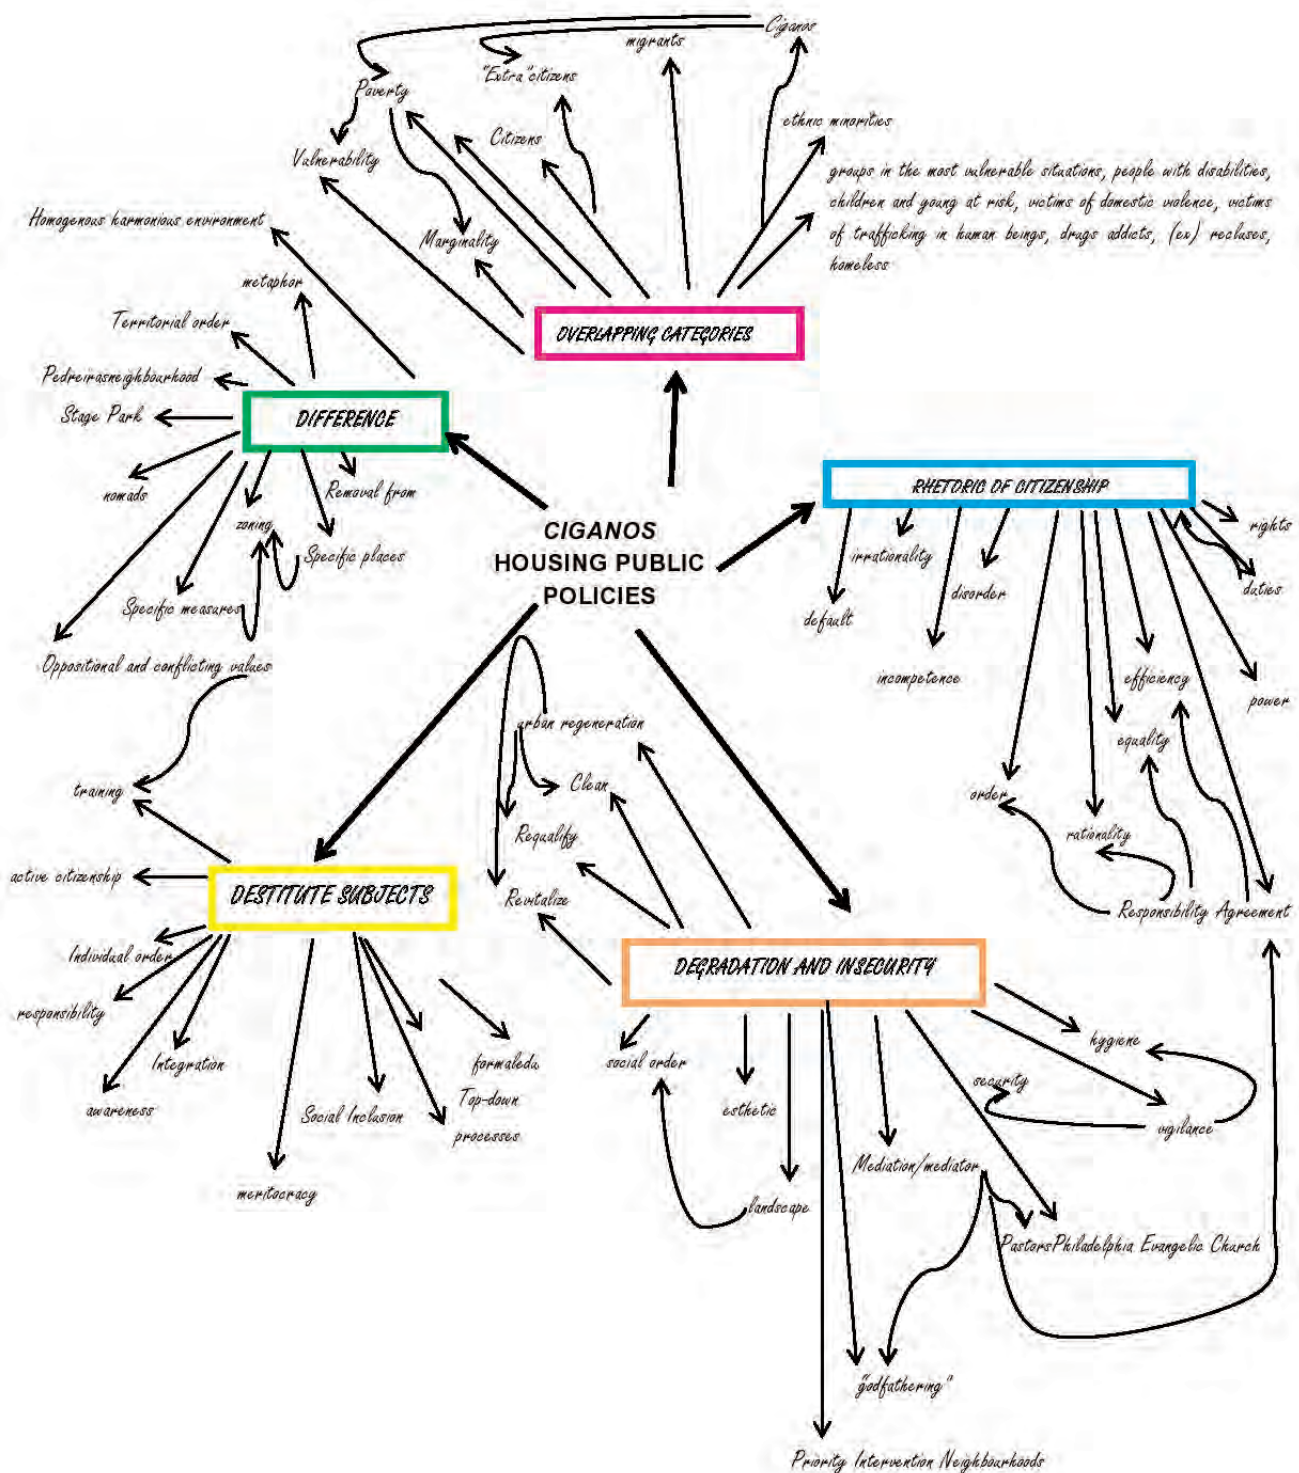 Ciganos
migrants
"Extra" citizens
Poverty
ethnic minorities
Citizens
Vulnerability
groups in the most vulnerable situations, people with disabilities,
children and young at risk, victims of domestic violence, victims
of trafficking in human beings, drugs addicts, (ex) recluses,
homeless
Homogenous harmonious environment
Marginality
metaphor
Territorial order
OVERLAPPING CATEGORIES
Pedreirasneighbourhood
Stage Park
DIFFERENCE
nomads
Removal from
zoning
Specific places
Specific measures
Oppositional and conflicting values
RHETORIC OF CITIZENSHIP
rights
irrationality
duties
disorder
default
incompetence
efficiency
power
equality
order
rationality
Responsibility Agreement
CIGANOS
HOUSING PUBLIC
POLICIES
urban regeneration
Clean
Requalify
Revitalize
training
active citizenship
DESTITUTE SUBJECTS
Individual order
responsibility
Integration
awareness
formaledu
Top-down
processes
Social Inclusion
meritocracy
DEGRADATION AND INSECURITY
social order
hygiene
security
esthetic
vigilance
Mediation/mediator
landscape
PastorsPhiladelphia Evangelic Church
"godfathering"
Priority Intervention Neighbourhoods